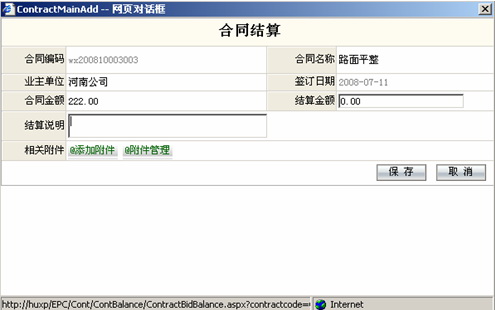 ContractMainAdd -- 网页对话框
合同结算
合同编码 wz200810003003 合同名称 路面平整
业主单位 河南公司 签订日期 2008-07-11
合同金额 222.00 结算金额 0.00
结算说明
相关附件 @添加附件 @附件管理
保 存 取 消
http://huxp/EPC/Cont/ContBalance/ContractBidBalance.aspx?contractcode= Internet